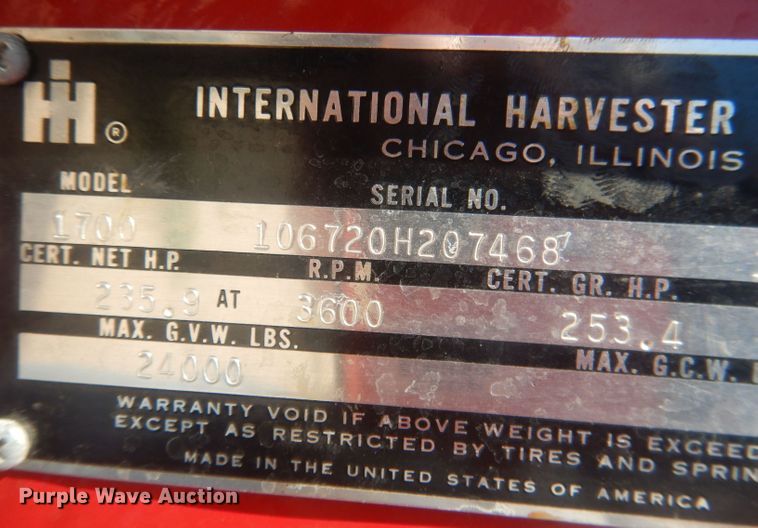 IH ®
INTERNATIONAL HARVESTER
CHICAGO, ILLINOIS
MODEL SERIAL NO.
1700 106720H207468
CERT. NET H.P. R.P.M. CERT. GR. H.P.
235.9 AT 3600 253.4
MAX. G.V.W. LBS. MAX. G.C.W.
24000
WARRANTY VOID IF ABOVE WEIGHT IS EXCEED
EXCEPT AS RESTRICTED BY TIRES AND SPRIN
MADE IN THE UNITED STATES OF AMERICA
Purple Wave Auction